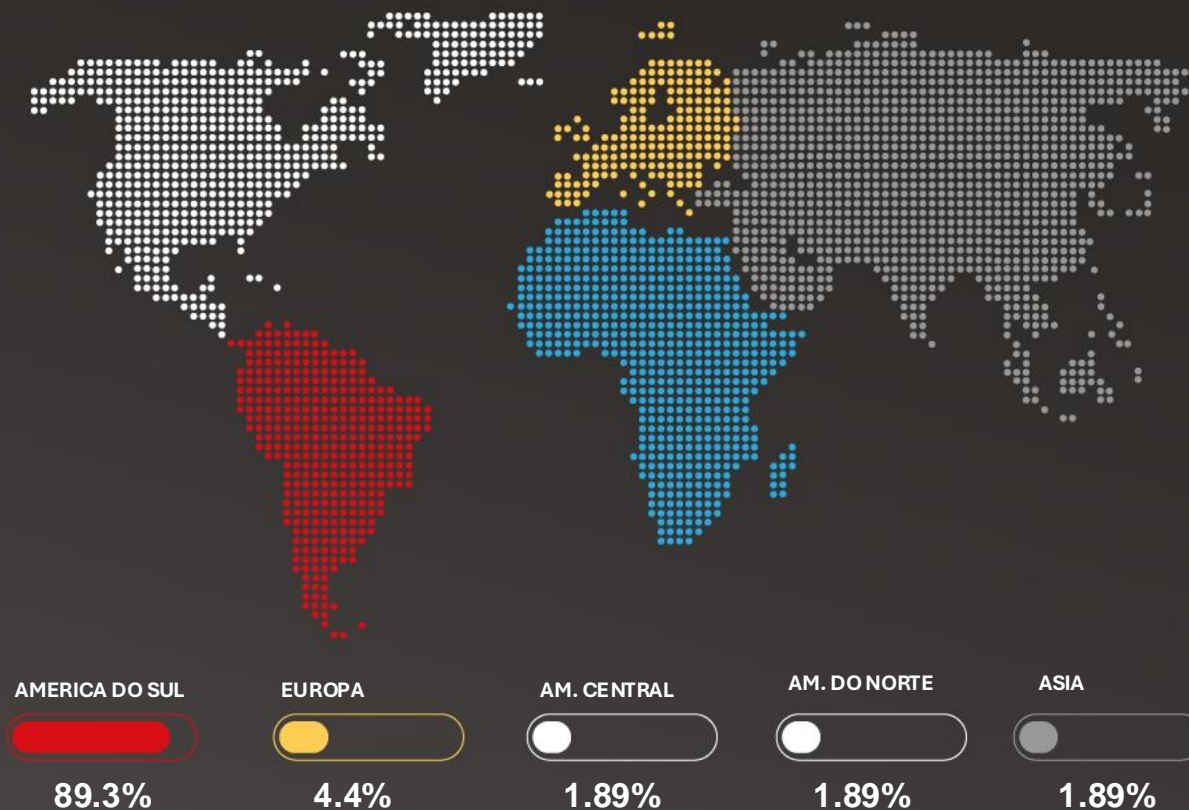 AMERICA DO SUL
89.3%
EUROPA
4.4%
AM. CENTRAL
1.89%
AM. DO NORTE
1.89%
ASIA
1.89%